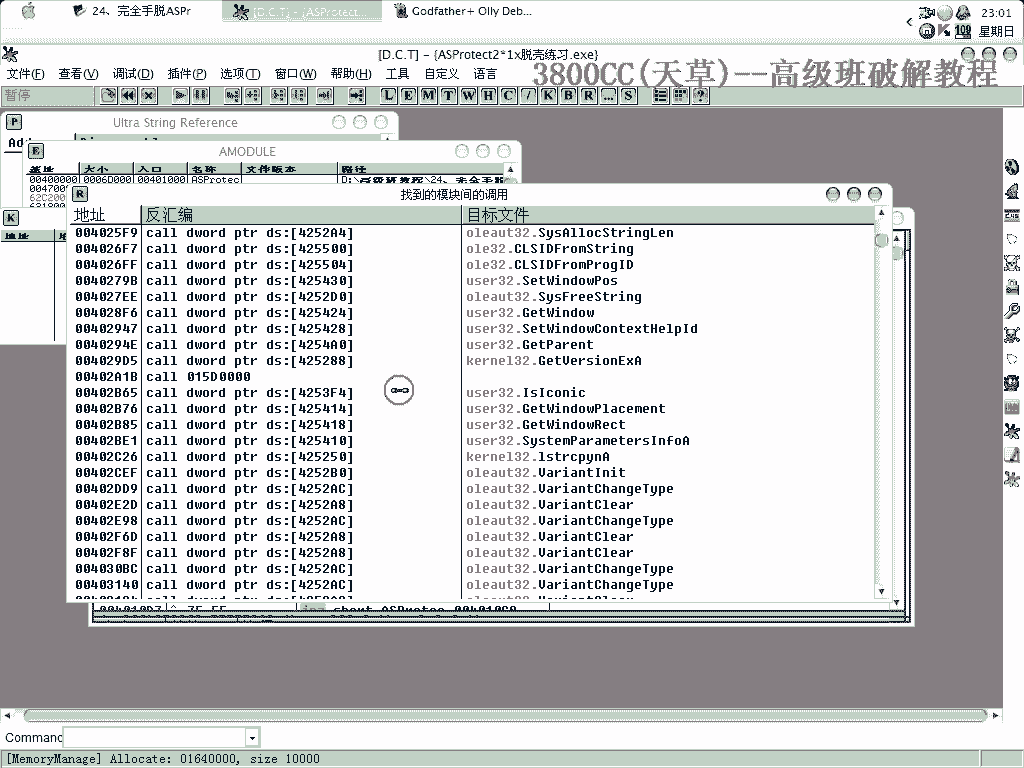 24、完全手脱ASPr
[D.C.T] - {ASProtect...
Godfather+ Olly Deb...
23:01
100
星期日
[D.C.T] - {ASProtect2*1x脱壳练习.exe}
文件(F) 查看(V) 调试(D) 插件(P) 选项(T) 窗口(W) 帮助(H) 工具 自定义 语言
3800CC(天草)--高级班破解教程
暂停
L E M T W H C / K B R ... S
P Ultra String Reference
E AMODULE
基址 大小 入口 名称 文件版本 路径
00400000 0006D000 00401000 ASProtec
R 找到的模块间的调用
K
地址 反汇编 目标文件
004025F9 call dword ptr ds:[4252A4] oleaut32.SysAllocStringLen
004026F7 call dword ptr ds:[425500] ole32.CLSIDFromString
004026FF call dword ptr ds:[425504] ole32.CLSIDFromProgID
0040279B call dword ptr ds:[425430] user32.SetWindowPos
004027EE call dword ptr ds:[4252D0] oleaut32.SysFreeString
004028F6 call dword ptr ds:[425424] user32.GetWindow
00402947 call dword ptr ds:[425428] user32.SetWindowContextHelpId
0040294E call dword ptr ds:[4254A0] user32.GetParent
004029D5 call dword ptr ds:[425288] kernel32.GetVersionExA
00402A1B call 015D0000
00402B65 call dword ptr ds:[4253F4] user32.IsIconic
00402B76 call dword ptr ds:[425414] user32.GetWindowPlacement
00402B85 call dword ptr ds:[425418] user32.GetWindowRect
00402BE1 call dword ptr ds:[425410] user32.SystemParametersInfoA
00402C26 call dword ptr ds:[425250] kernel32.lstrcpynA
00402CEF call dword ptr ds:[4252B0] oleaut32.VariantInit
00402DD9 call dword ptr ds:[4252AC] oleaut32.VariantChangeType
00402E2D call dword ptr ds:[4252A8] oleaut32.VariantClear
00402E98 call dword ptr ds:[4252AC] oleaut32.VariantChangeType
00402F6D call dword ptr ds:[4252A8] oleaut32.VariantClear
00402F8F call dword ptr ds:[4252A8] oleaut32.VariantClear
004030BC call dword ptr ds:[4252AC] oleaut32.VariantChangeType
00403140 call dword ptr ds:[4252AC] oleaut32.VariantChangeType
Command
[MemoryManage] Allocate: 01640000, size 10000